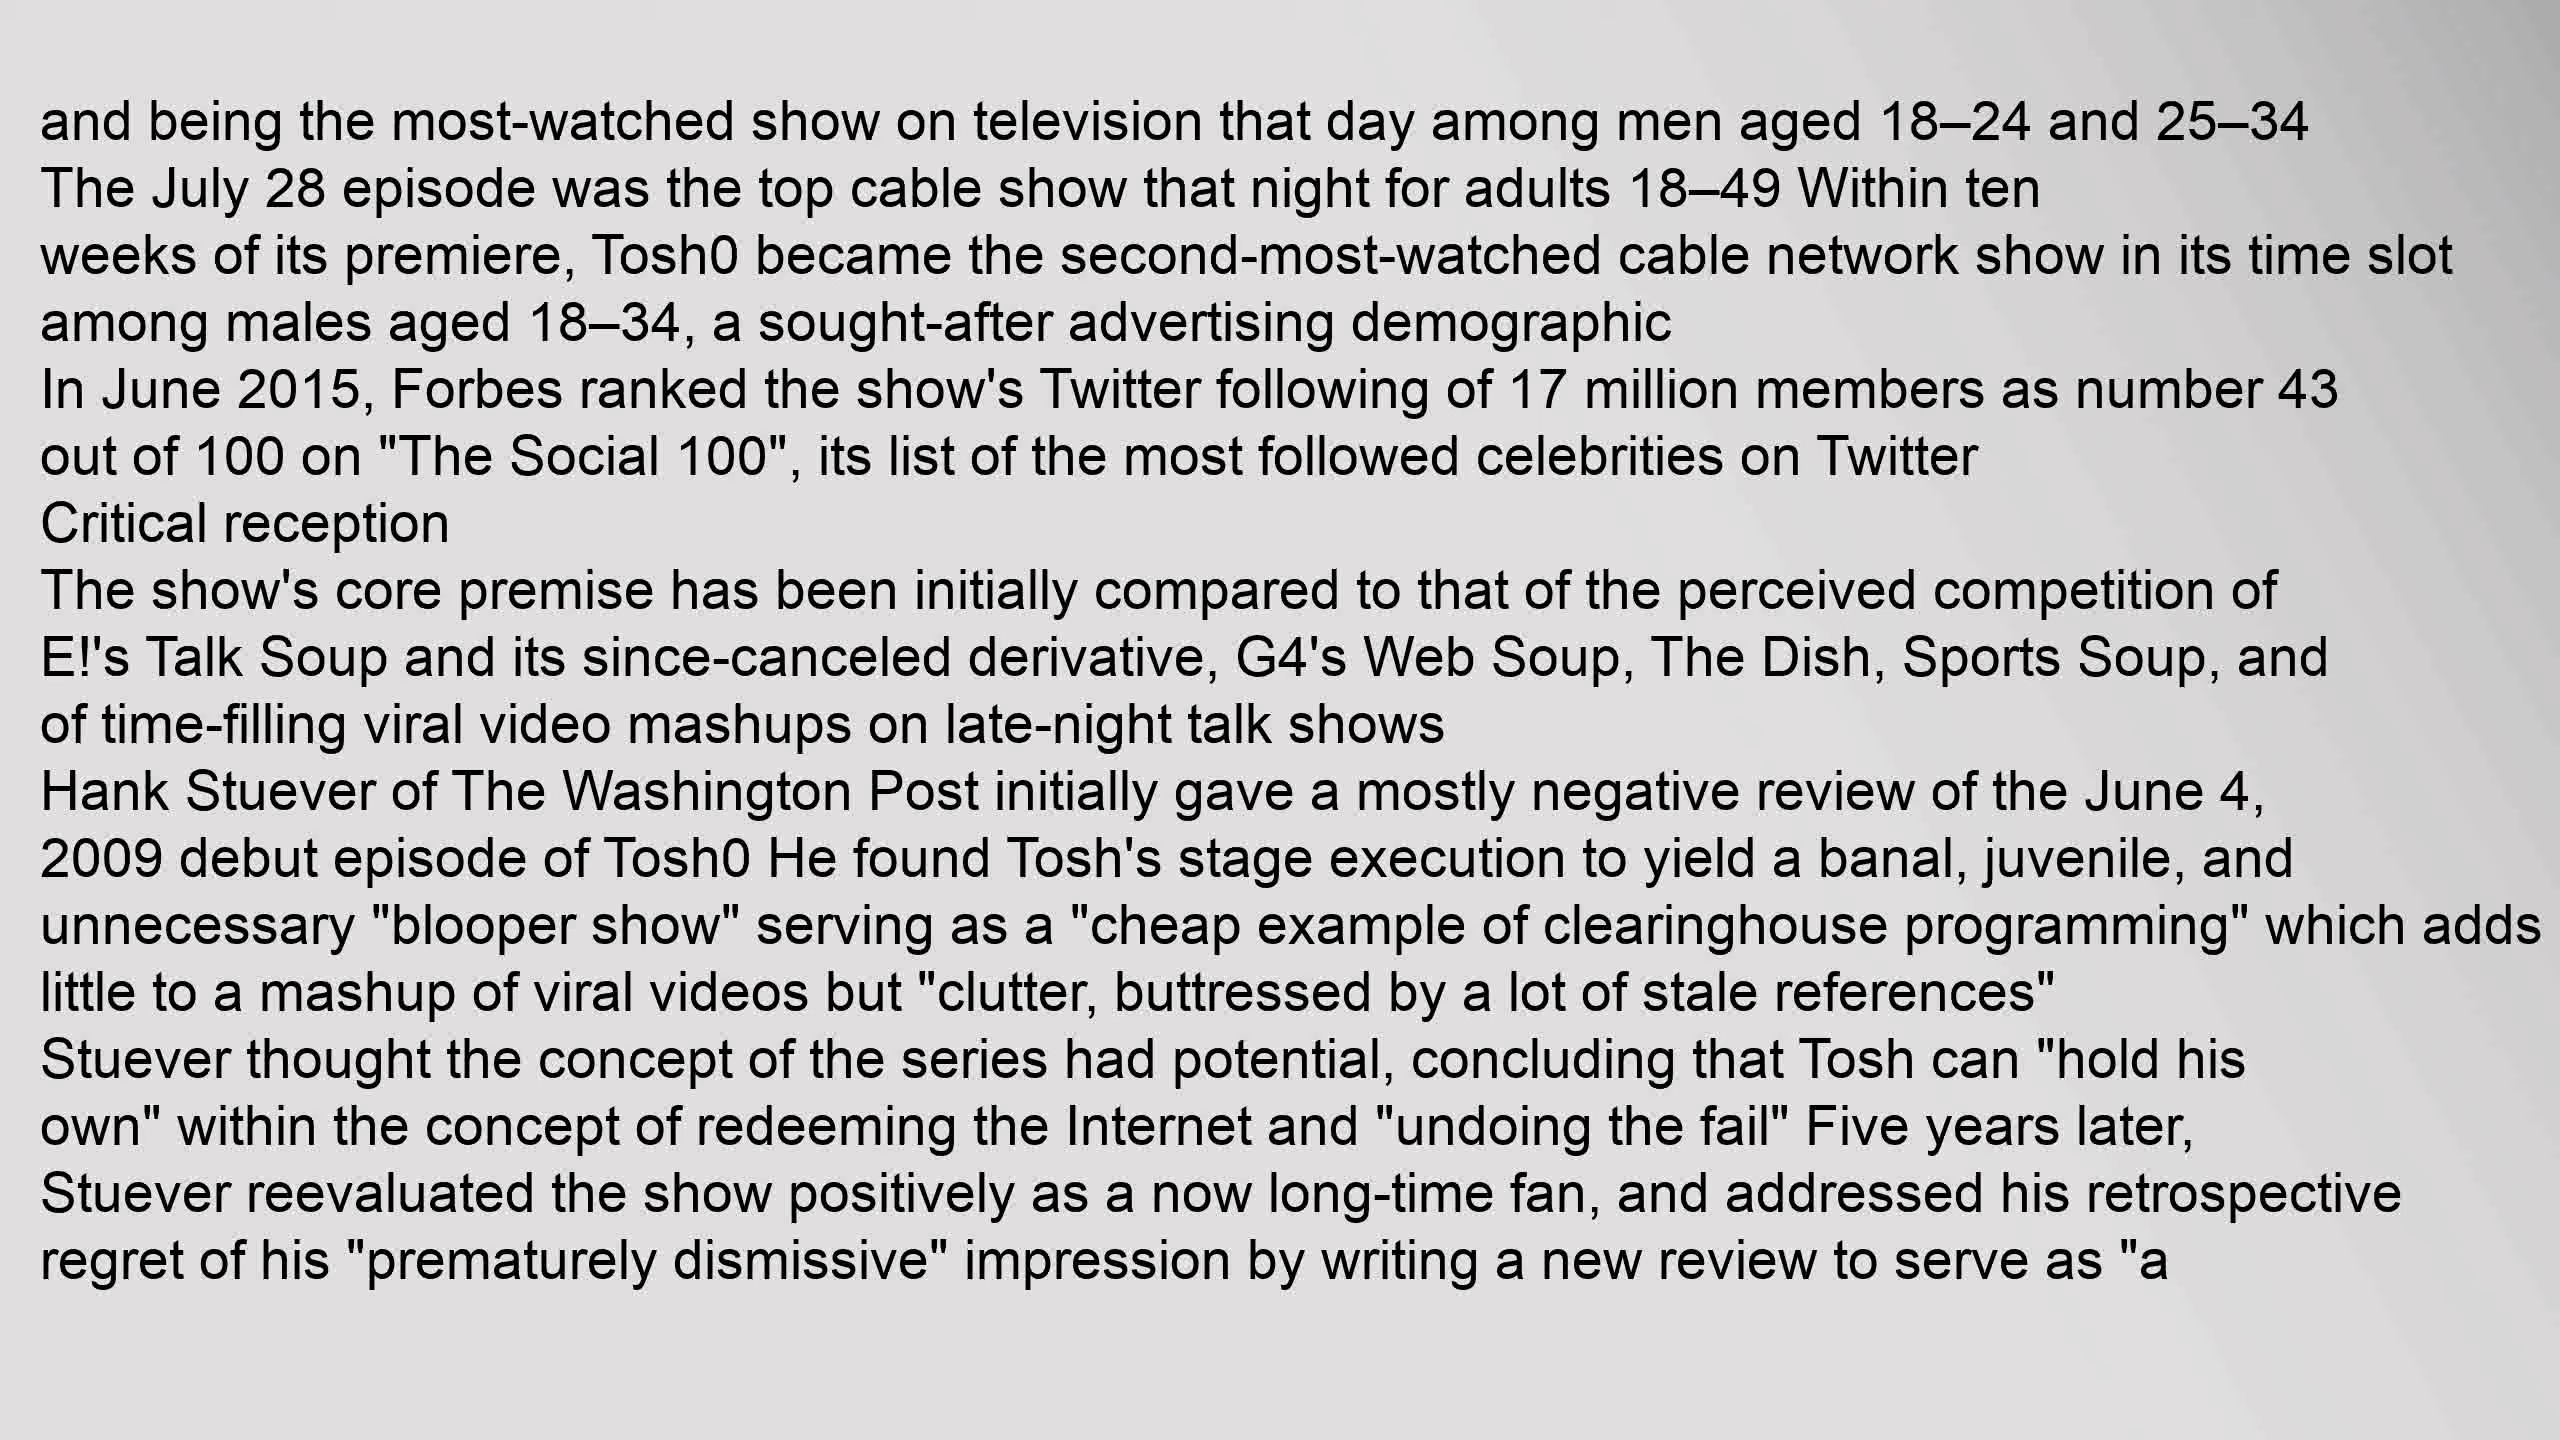 and being the most-watched show on television that day among men aged 18–24 and 25–34
The July 28 episode was the top cable show that night for adults 18–49 Within ten
weeks of its premiere, Tosh0 became the second-most-watched cable network show in its time slot
among males aged 18–34, a sought-after advertising demographic
In June 2015, Forbes ranked the show's Twitter following of 17 million members as number 43
out of 100 on "The Social 100", its list of the most followed celebrities on Twitter
Critical reception
The show's core premise has been initially compared to that of the perceived competition of
E!'s Talk Soup and its since-canceled derivative, G4's Web Soup, The Dish, Sports Soup, and
of time-filling viral video mashups on late-night talk shows
Hank Stuever of The Washington Post initially gave a mostly negative review of the June 4,
2009 debut episode of Tosh0 He found Tosh's stage execution to yield a banal, juvenile, and
unnecessary "blooper show" serving as a "cheap example of clearinghouse programming" which adds
little to a mashup of viral videos but "clutter, buttressed by a lot of stale references"
Stuever thought the concept of the series had potential, concluding that Tosh can "hold his
own" within the concept of redeeming the Internet and "undoing the fail" Five years later,
Stuever reevaluated the show positively as a now long-time fan, and addressed his retrospective
regret of his "prematurely dismissive" impression by writing a new review to serve as "a